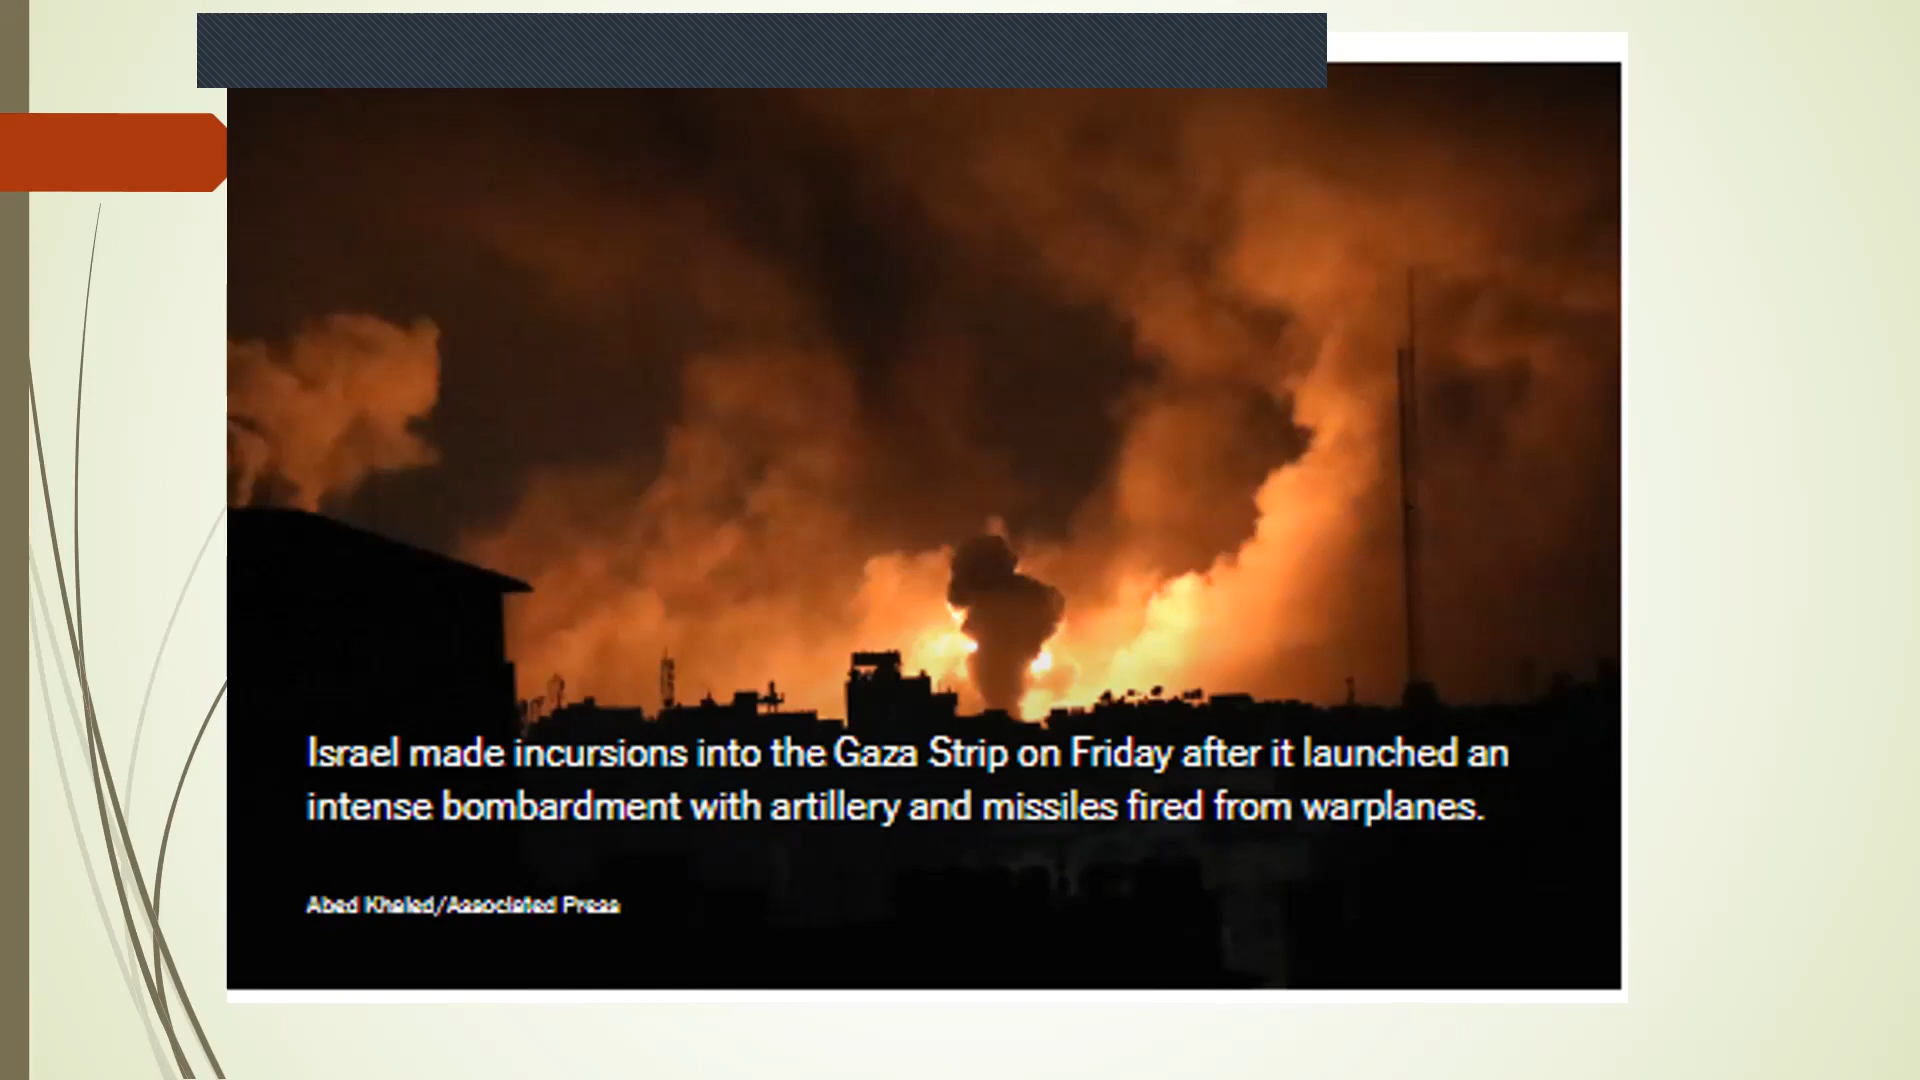 Israel made incursions into the Gaza Strip on Friday after it launched an
intense bombardment with artillery and missiles fired from warplanes.
Abed Khaled/Associated Press